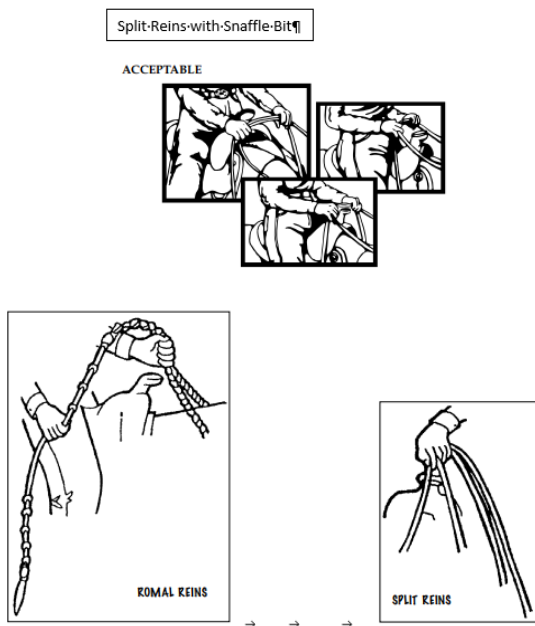 Split·Reins·with·Snaffle·Bit¶
ACCEPTABLE
ROMAL REINS
SPLIT REINS
→ → →